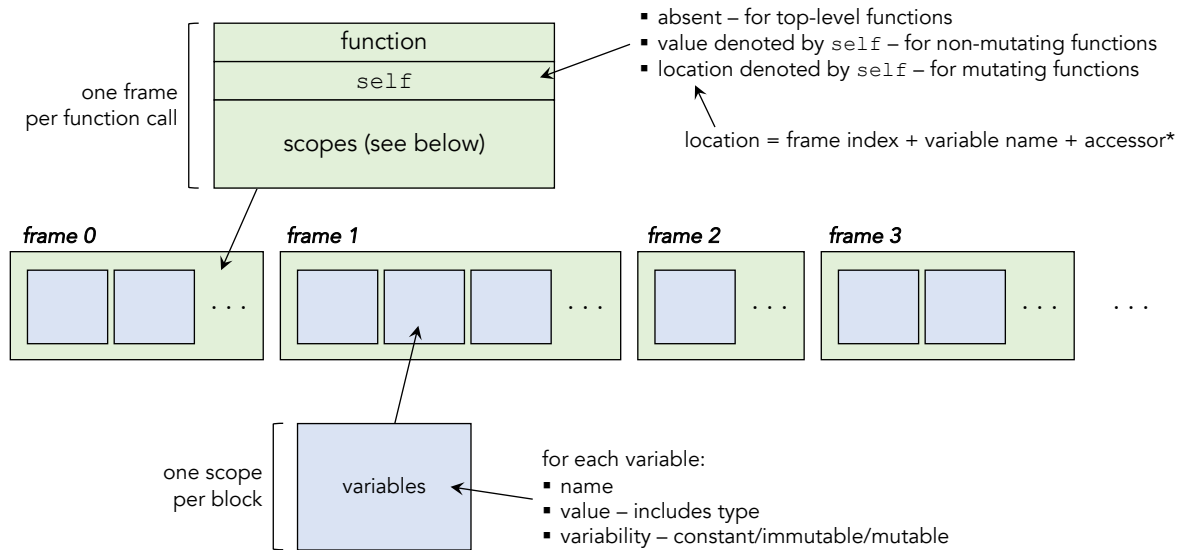 function
self
scopes (see below)
one frame
per function call
▪ absent – for top-level functions
▪ value denoted by self – for non-mutating functions
▪ location denoted by self – for mutating functions
location = frame index + variable name + accessor*
frame 0
frame 1
frame 2
frame 3
. . .
. . .
. . .
. . .
. . .
one scope
per block
variables
for each variable:
▪ name
▪ value – includes type
▪ variability – constant/immutable/mutable